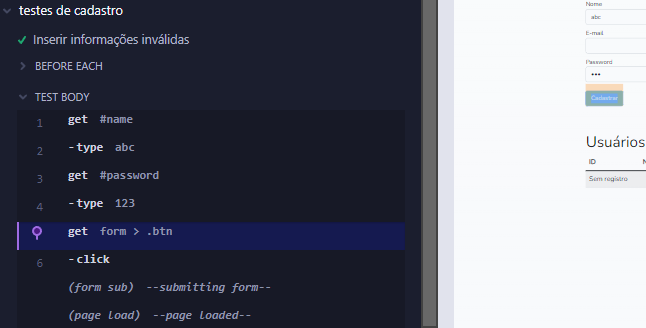 testes de cadastro
Inserir informações inválidas
BEFORE EACH
TEST BODY
1 get #name
2 -type abc
3 get #password
4 -type 123
get form > .btn
6 -click
(form sub) --submitting form--
(page load) --page loaded--
Nome
abc
E-mail
Password
•••
Cadastrar
Usuários
ID N
Sem registro